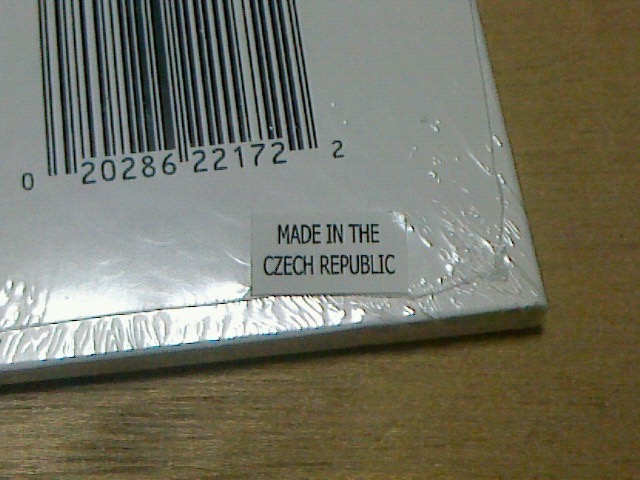 0 20286 22172 2
MADE IN THE
CZECH REPUBLIC